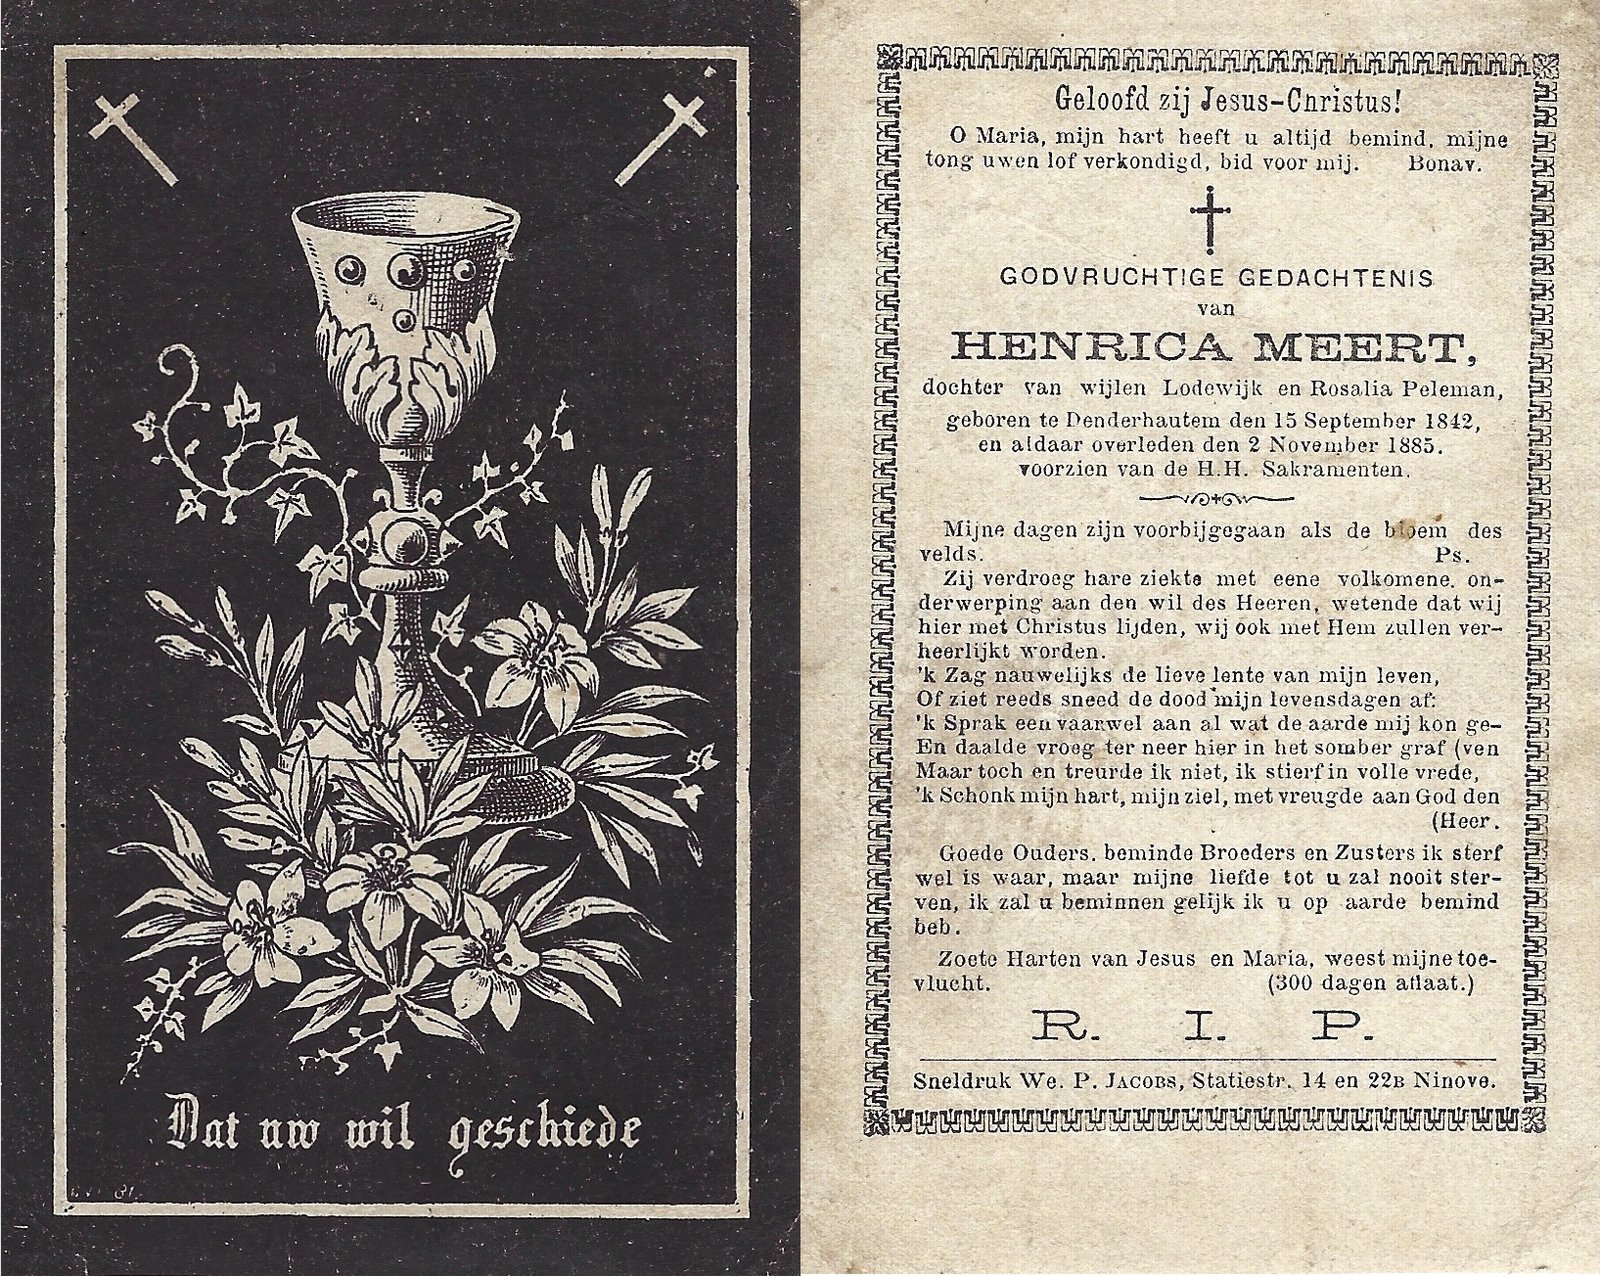 Dat uw wil geschiede
Geloofd zij Jesus-Christus!
O Maria, mijn hart heeft u altijd bemind, mijne
tong uwen lof verkondigd, bid voor mij. Bonav.
GODVRUCHTIGE GEDACHTENIS
van
HENRICA MEERT,
dochter van wijlen Lodewijk en Rosalia Peleman,
geboren te Denderhautem den 15 September 1842,
en aldaar overleden den 2 November 1885.
voorzien van de H.H. Sakramenten.
Mijne dagen zijn voorbijgegaan als de bloem des
velds. Ps.
Zij verdroeg hare ziekte met eene volkomene. on-
derwerping aan den wil des Heeren, wetende dat wij
hier met Christus lijden, wij ook met Hem zullen ver-
heerlijkt worden.
'k Zag nauwelijks de lieve lente van mijn leven,
Of ziet reeds sneed de dood mijn levensdagen af:
'k Sprak een vaarwel aan al wat de aarde mij kon ge-
En daalde vroeg ter neer hier in het somber graf (ven
Maar toch en treurde ik niet, ik stierf in volle vrede,
'k Schonk mijn hart, mijn ziel, met vreugde aan God den
(Heer.
Goede Ouders. beminde Broeders en Zusters ik sterf
wel is waar, maar mijne liefde tot u zal nooit ster-
ven, ik zal u beminnen gelijk ik u op aarde bemind
beb.
Zoete Harten van Jesus en Maria, weest mijne toe-
vlucht. (300 dagen aflaat.)
R. I. P.
Sneldruk We. P. JACOBS, Statiestr. 14 en 22B Ninove.